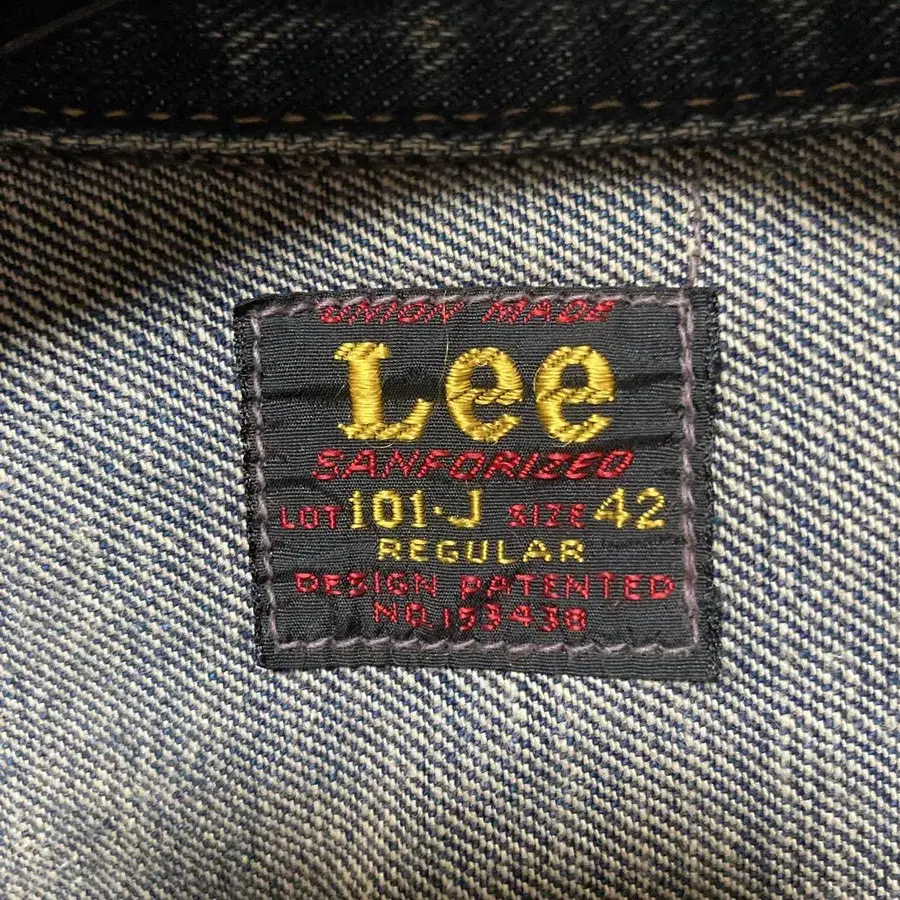 UNION MADE
Lee
SANFORIZED
LOT 101-J SIZE 42
REGULAR
DESIGN PATENTED
NO. 153438